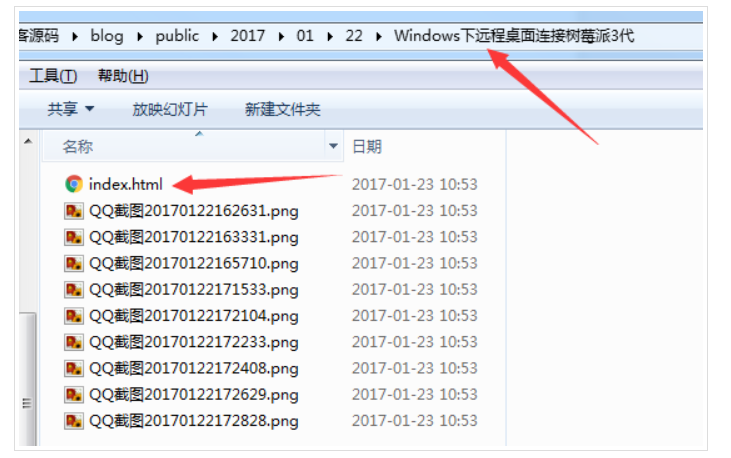 客源码 ▸ blog ▸ public ▸ 2017 ▸ 01 ▸ 22 ▸ Windows下远程桌面连接树莓派3代
工具(T) 帮助(H)
共享 放映幻灯片 新建文件夹
名称 日期
index.html 2017-01-23 10:53
QQ截图20170122162631.png 2017-01-23 10:53
QQ截图20170122163331.png 2017-01-23 10:53
QQ截图20170122165710.png 2017-01-23 10:53
QQ截图20170122171533.png 2017-01-23 10:53
QQ截图20170122172104.png 2017-01-23 10:53
QQ截图20170122172233.png 2017-01-23 10:53
QQ截图20170122172408.png 2017-01-23 10:53
QQ截图20170122172629.png 2017-01-23 10:53
QQ截图20170122172828.png 2017-01-23 10:53